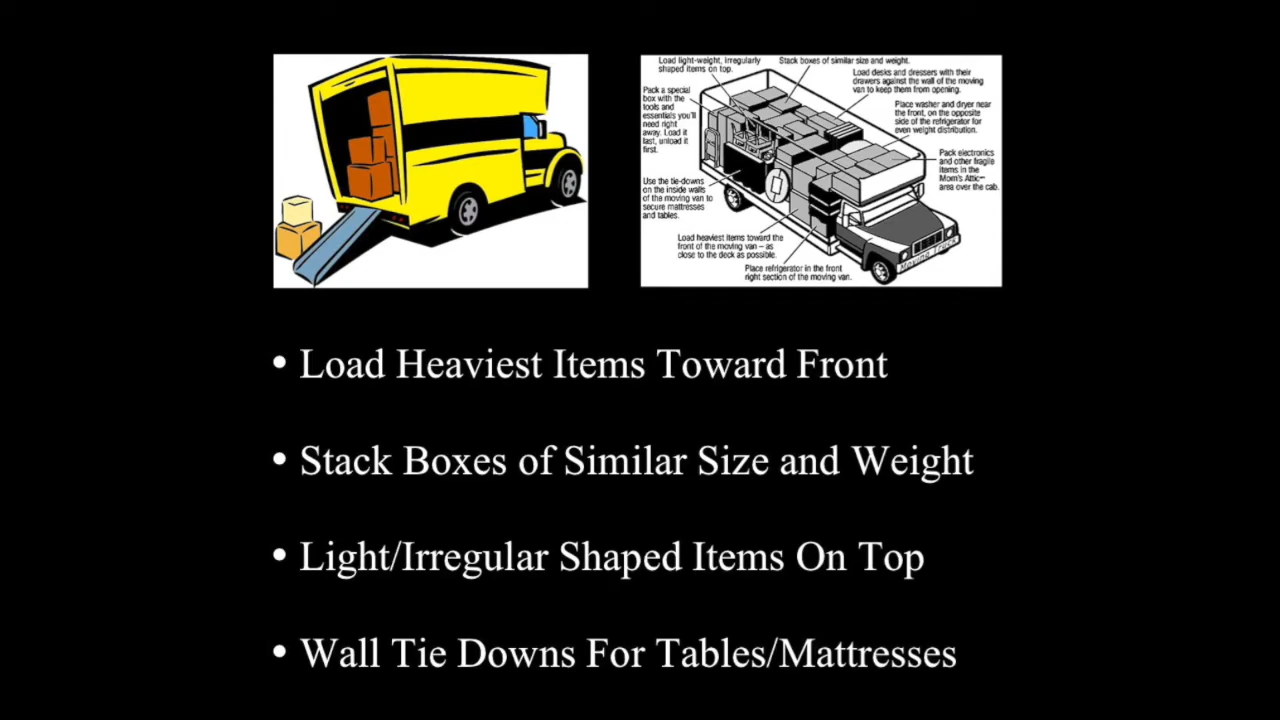 Load light-weight, irregularly
shaped items on top.
Stack boxes of similar size and weight.
Load desks and dressers with their
drawers against the wall of the moving
van to keep them from opening.
Pack a special
box with the
tools and
essentials you'll
need right
away. Load it
last, unload it
first.
Place washer and dryer near
the front, on the opposite
side of the refrigerator for
even weight distribution.
Pack electronics
and other fragile
items in the
Mom's Attic™
area over the cab.
Use the tie-downs
on the inside walls
of the moving van to
secure mattresses
and tables.
Load heaviest items toward the
front of the moving van – as
close to the deck as possible.
Place refrigerator in the front
right section of the moving van.
Moving Truck
• Load Heaviest Items Toward Front
• Stack Boxes of Similar Size and Weight
• Light/Irregular Shaped Items On Top
• Wall Tie Downs For Tables/Mattresses